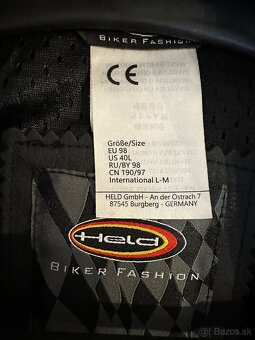 BIKER FASHION
CE
Größe/Size
EU 98
US 40L
RU/BY 98
CN 190/97
International L-M
HELD GmbH - An der Ostrach 7
87545 Burgberg - GERMANY
Held
BIKER FASHION
Bazos.sk